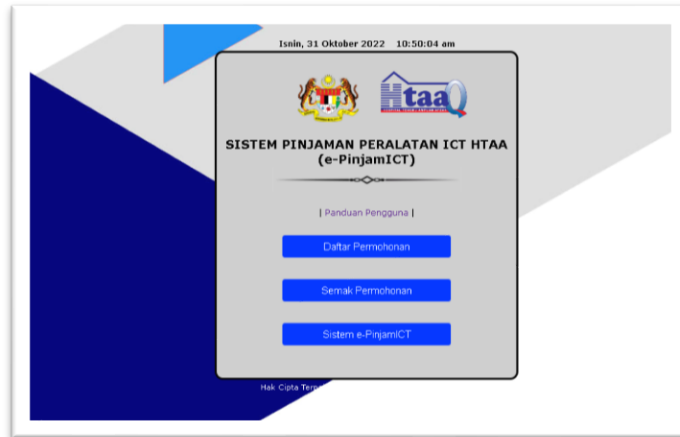 Isnin, 31 Oktober 2022 10:50:04 am
Htaa
SISTEM PINJAMAN PERALATAN ICT HTAA
(e-PinjamICT)
| Panduan Pengguna |
Daftar Permohonan
Semak Permohonan
Sistem e-PinjamICT
Hak Cipta